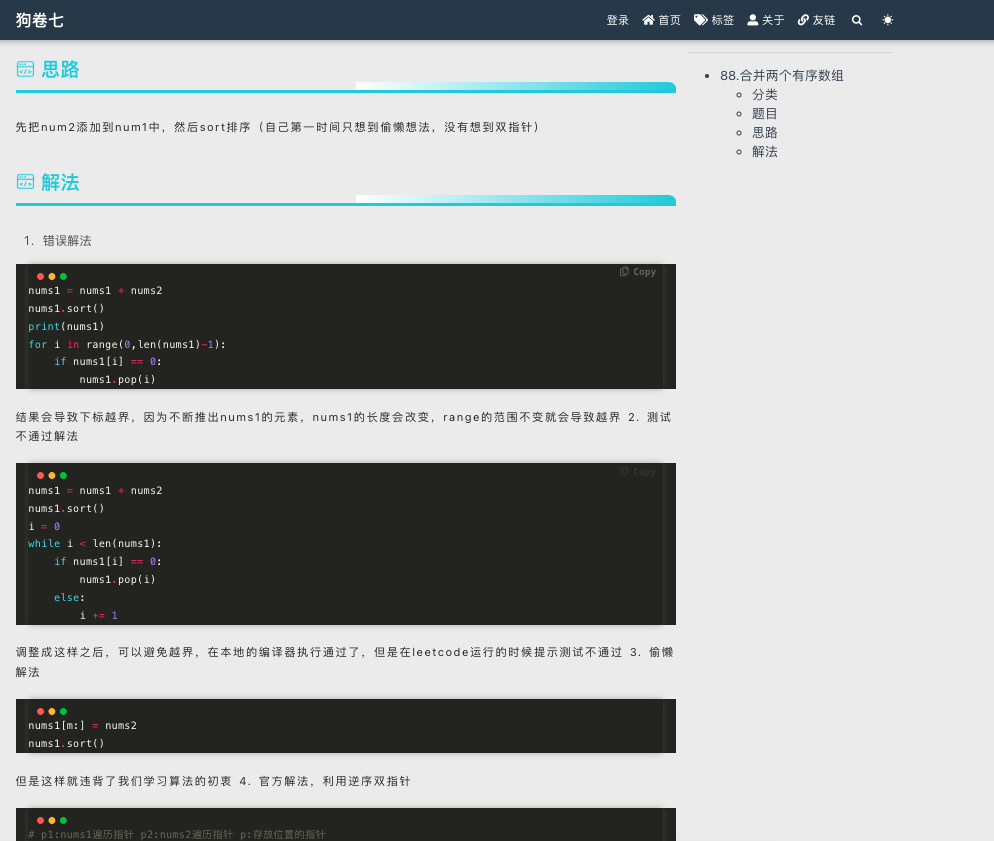 狗卷七
登录 首页 标签 关于 友链
思路
先把num2添加到num1中，然后sort排序（自己第一时间只想到偷懒想法，没有想到双指针）
解法
1. 错误解法
Copy
nums1 = nums1 + nums2
nums1.sort()
print(nums1)
for i in range(0,len(nums1)-1):
    if nums1[i] == 0:
        nums1.pop(i)
结果会导致下标越界，因为不断推出nums1的元素，nums1的长度会改变，range的范围不变就会导致越界 2. 测试
不通过解法
Copy
nums1 = nums1 + nums2
nums1.sort()
i = 0
while i < len(nums1):
    if nums1[i] == 0:
        nums1.pop(i)
    else:
        i += 1
调整成这样之后，可以避免越界，在本地的编译器执行通过了，但是在leetcode运行的时候提示测试不通过 3. 偷懒
解法
nums1[m:] = nums2
nums1.sort()
但是这样就违背了我们学习算法的初衷 4. 官方解法，利用逆序双指针
# p1:nums1遍历指针 p2:nums2遍历指针 p:存放位置的指针
88.合并两个有序数组
分类
题目
思路
解法